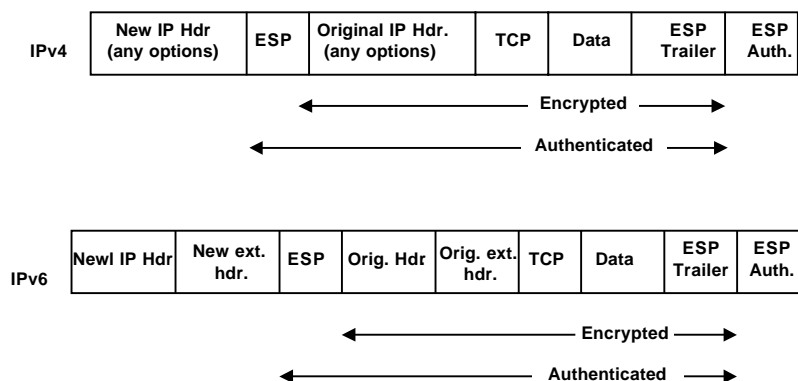 New IP Hdr
(any options)
ESP
Original IP Hdr.
(any options)
TCP
Data
ESP
Trailer
ESP
Auth.
IPv4
Encrypted
Authenticated
Newl IP Hdr
New ext.
hdr.
ESP
Orig. Hdr
Orig. ext.
hdr.
TCP
Data
ESP
Trailer
ESP
Auth.
IPv6
Encrypted
Authenticated